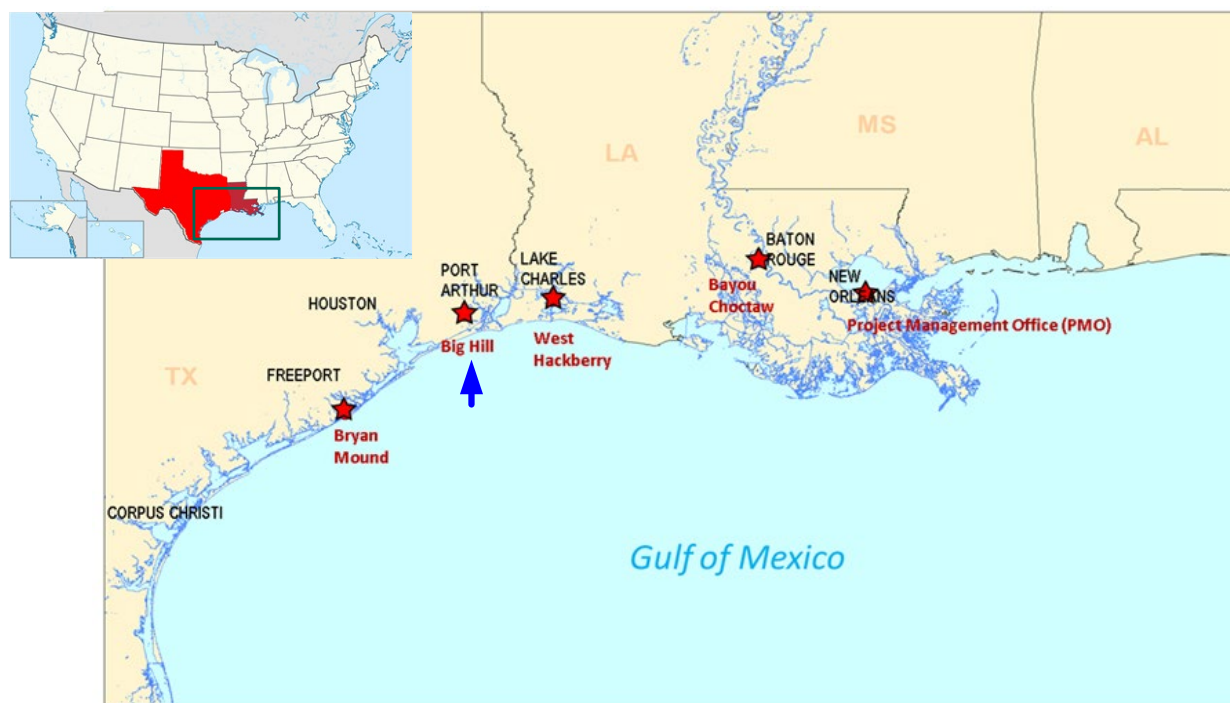 MS
AL
LA
BATON
ROUGE
LAKE
CHARLES
PORT
ARTHUR
NEW
ORLEANS
Bayou
Choctaw
HOUSTON
Project Management Office (PMO)
Big Hill
West
Hackberry
TX
FREEPORT
Bryan
Mound
CORPUS CHRISTI
Gulf of Mexico